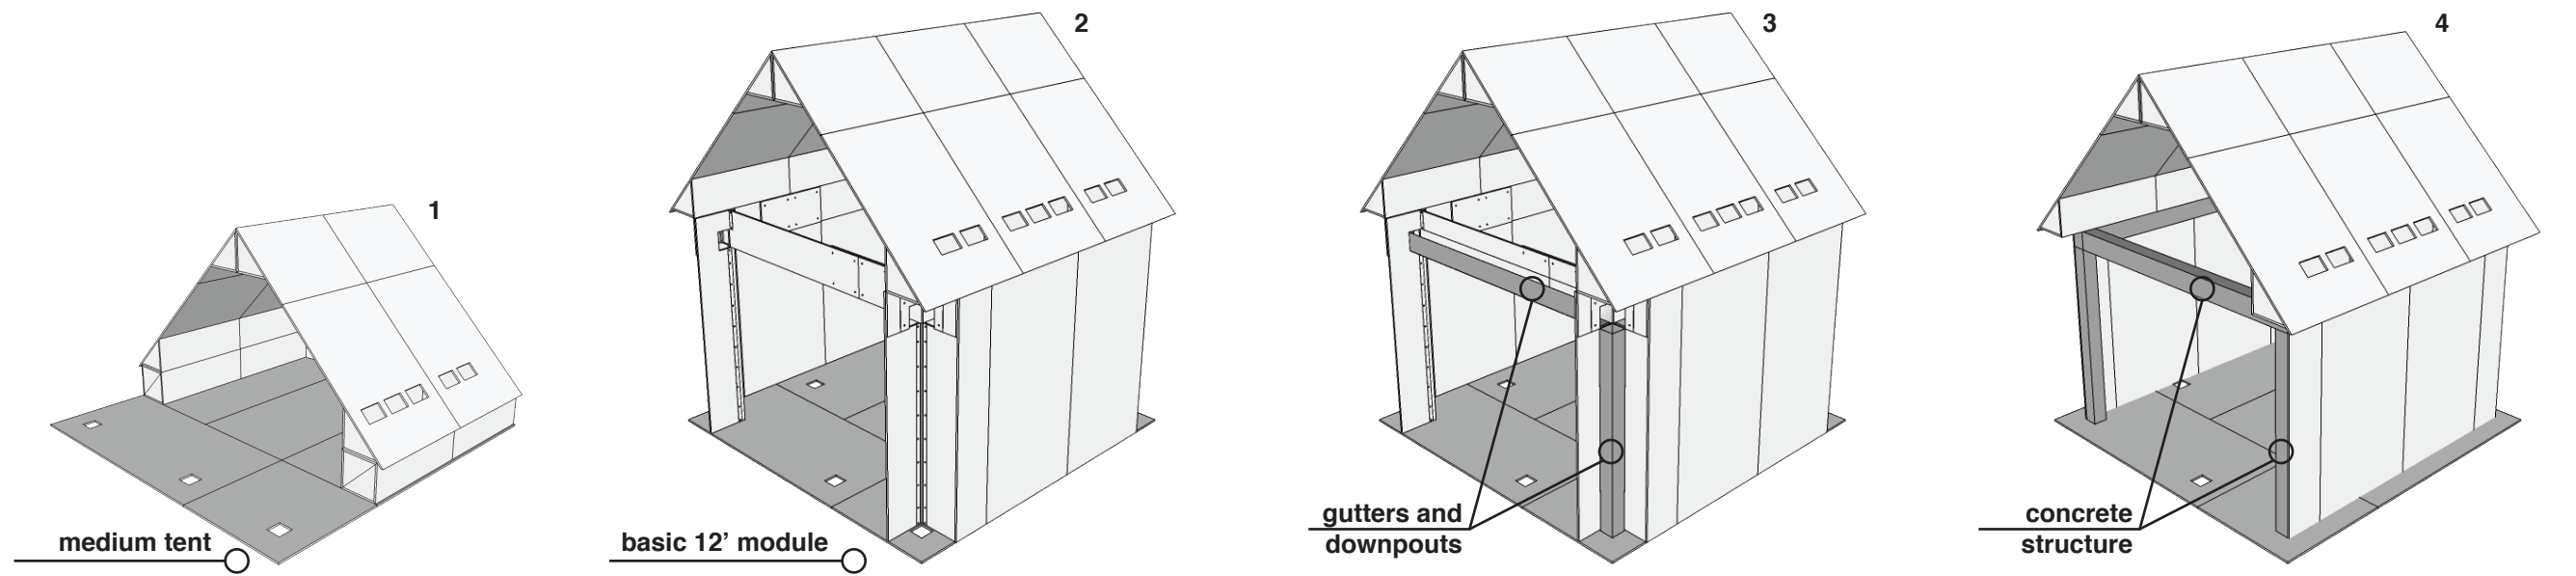 1
medium tent
2
basic 12’ module
3
gutters and
downpouts
4
concrete
structure